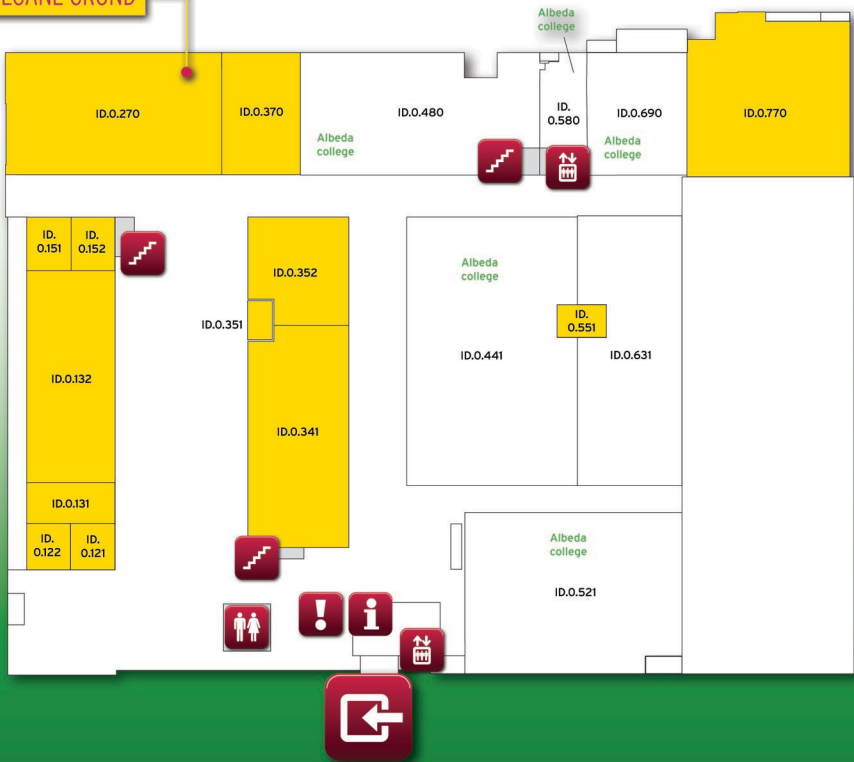 Albeda
college
ID.0.270
ID.0.370
ID.0.480
ID.
0.580
ID.0.690
ID.0.770
Albeda
college
Albeda
college
ID.
0.151
ID.
0.152
ID.0.352
Albeda
college
ID.0.351
ID.
0.551
ID.0.441
ID.0.631
ID.0.132
ID.0.341
ID.0.131
ID.
0.122
ID.
0.121
Albeda
college
ID.0.521